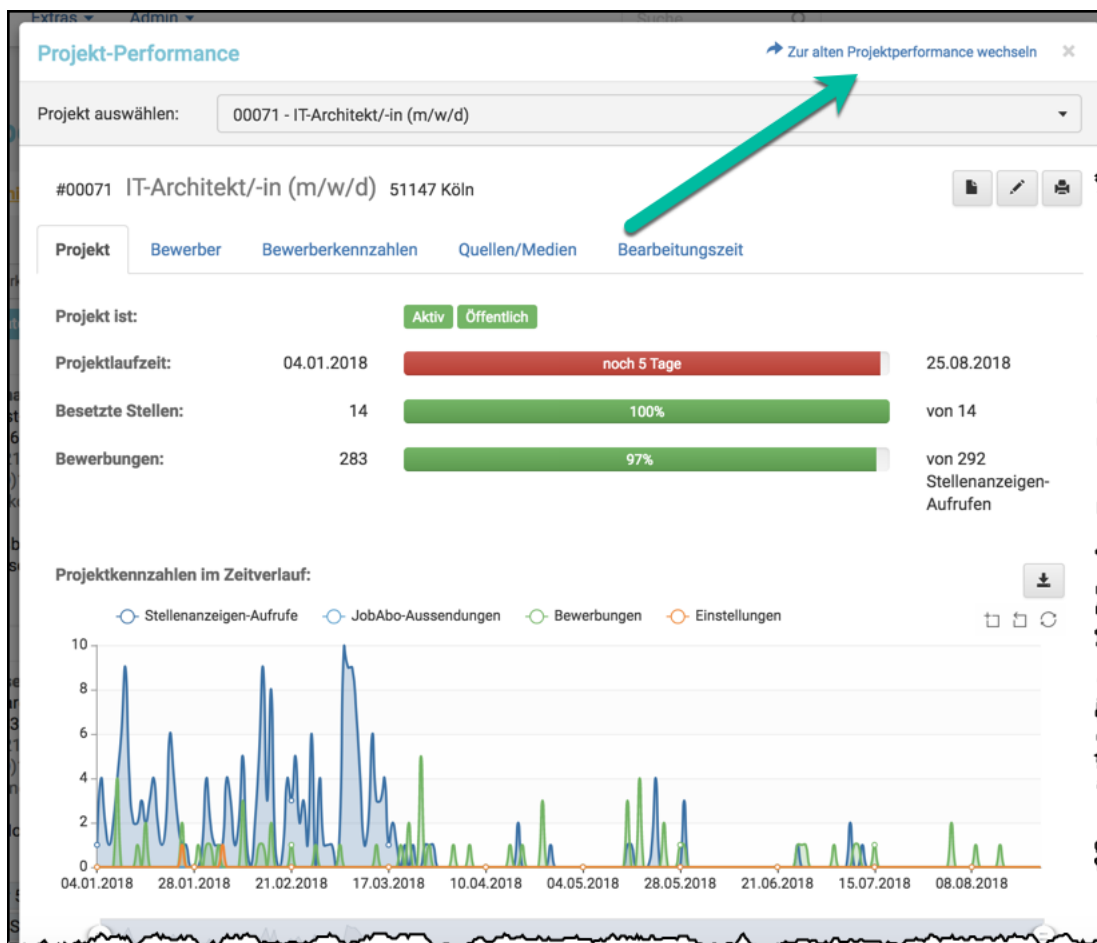 Extras Admin Suche
Projekt-Performance
Zur alten Projektperformance wechseln ×
Projekt auswählen: 00071 - IT-Architekt/-in (m/w/d)
#00071 IT-Architekt/-in (m/w/d) 51147 Köln
Projekt Bewerber Bewerberkennzahlen Quellen/Medien Bearbeitungszeit
Projekt ist: Aktiv Öffentlich
Projektlaufzeit: 04.01.2018 noch 5 Tage 25.08.2018
Besetzte Stellen: 14 100% von 14
Bewerbungen: 283 97% von 292
Stellenanzeigen-
Aufrufen
Projektkennzahlen im Zeitverlauf:
Stellenanzeigen-Aufrufe JobAbo-Aussendungen Bewerbungen Einstellungen
10
8
6
4
2
0
04.01.2018 28.01.2018 21.02.2018 17.03.2018 10.04.2018 04.05.2018 28.05.2018 21.06.2018 15.07.2018 08.08.2018